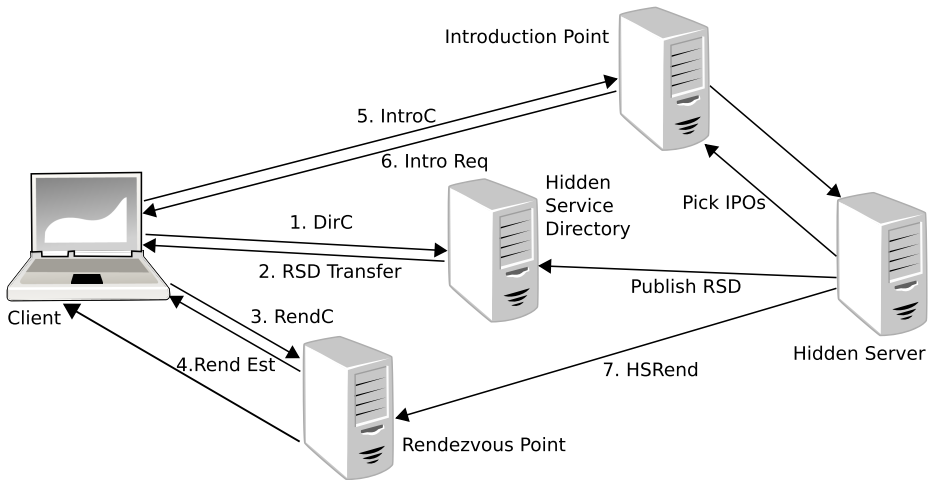 Introduction Point
5. IntroC
6. Intro Req
Hidden
Service
Directory
Pick IPOs
1. DirC
2. RSD Transfer
Publish RSD
Client
3. RendC
4.Rend Est
Hidden Server
7. HSRend
Rendezvous Point